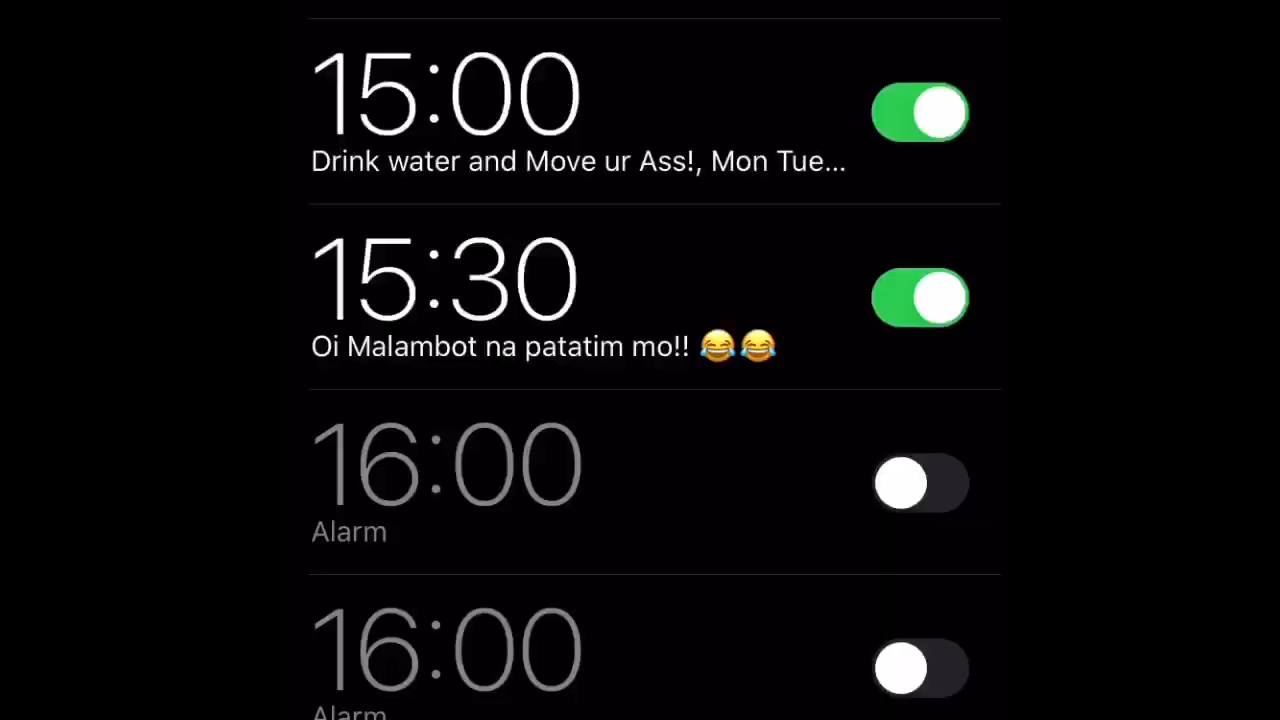 15:00
Drink water and Move ur Ass!, Mon Tue...
15:30
Oi Malambot na patatim mo!! 😂😂
16:00
Alarm
16:00
Alarm